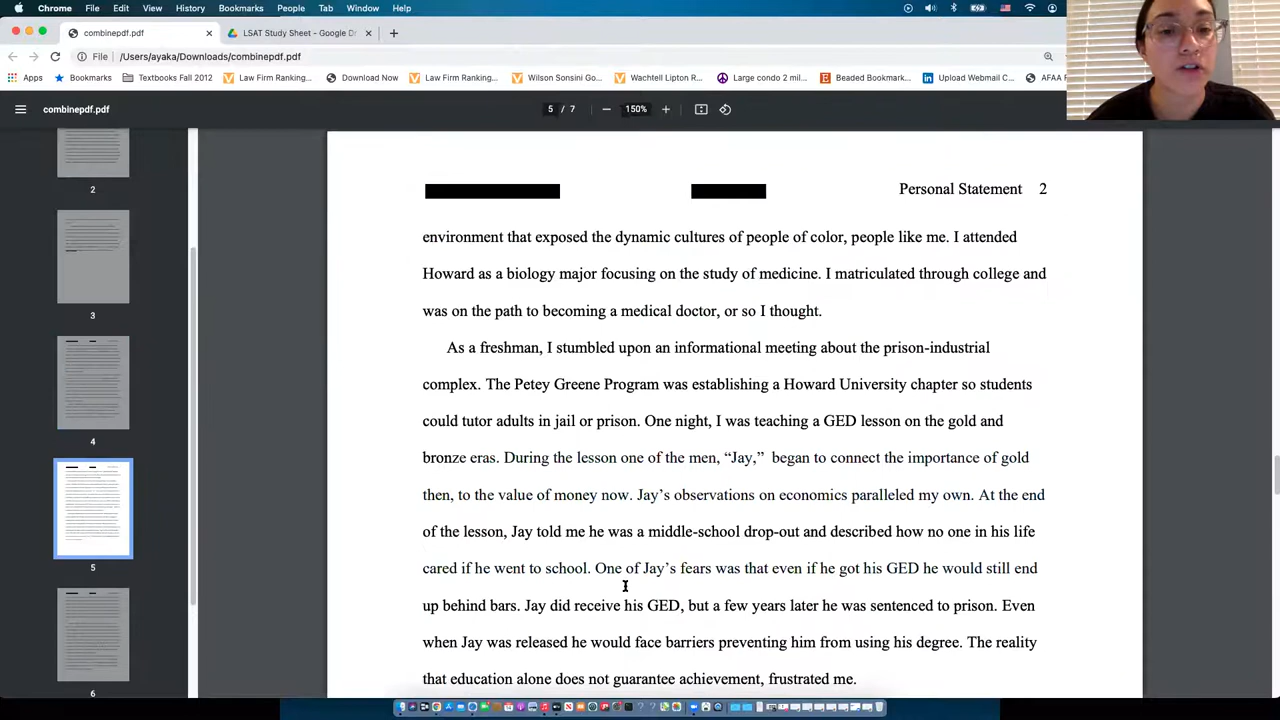 Chrome File Edit View History Bookmarks People Tab Window Help
combinepdf.pdf LSAT Study Sheet - Google Dr
File /Users/ayaka/Downloads/combinepdf.pdf
Apps Bookmarks Textbooks Fall 2012 Law Firm Ranking... Donated Now Law Firm Ranking... Womentini Go... Wachtell Lipton R... Large condo 2 mil... Beaded Bookmark... Upload Webmail C... AFAA
combinepdf.pdf 5 / 7 150%
2
3
4
5
6
Personal Statement 2
environment that exposed the dynamic cultures of people of color, people like me. I attended
Howard as a biology major focusing on the study of medicine. I matriculated through college and
was on the path to becoming a medical doctor, or so I thought.
As a freshman, I stumbled upon an informational meeting about the prison-industrial
complex. The Petey Greene Program was establishing a Howard University chapter so students
could tutor adults in jail or prison. One night, I was teaching a GED lesson on the gold and
bronze eras. During the lesson one of the men, “Jay,” began to connect the importance of gold
then, to the value of money now. Jay’s observations on economics paralleled my own. At the end
of the lesson, Jay told me he was a middle-school drop-out and described how no one in his life
cared if he went to school. One of Jay’s fears was that even if he got his GED he would still end
up behind bars. Jay did receive his GED, but a few years later he was sentenced to prison. Even
when Jay was released he would face barriers preventing him from using his degree. The reality
that education alone does not guarantee achievement, frustrated me.